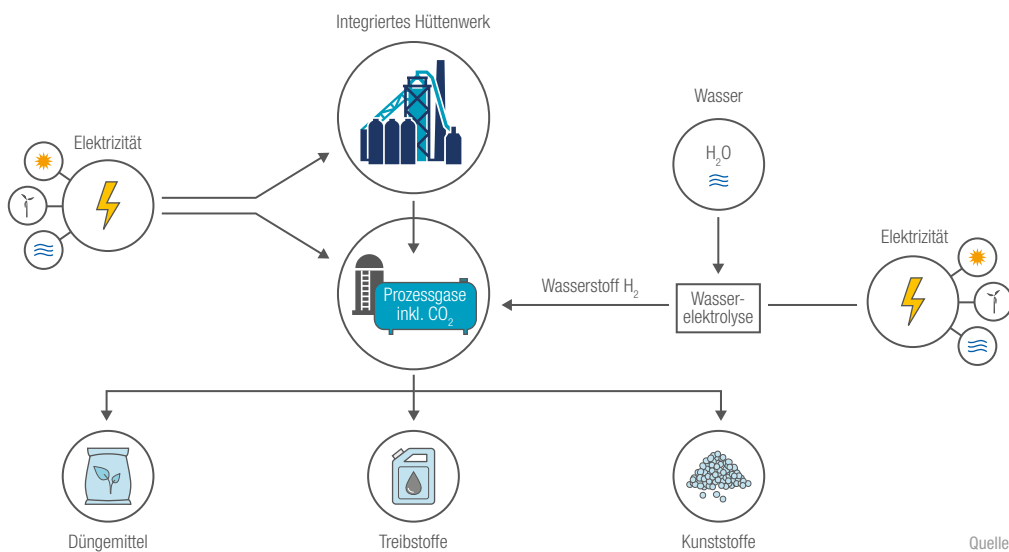 Integriertes Hüttenwerk
Wasser
Elektrizität
H₂O
Elektrizität
Prozessgase
inkl. CO₂
Wasserstoff H₂
Wasser-
elektrolyse
Düngemittel
Treibstoffe
Kunststoffe
Quelle